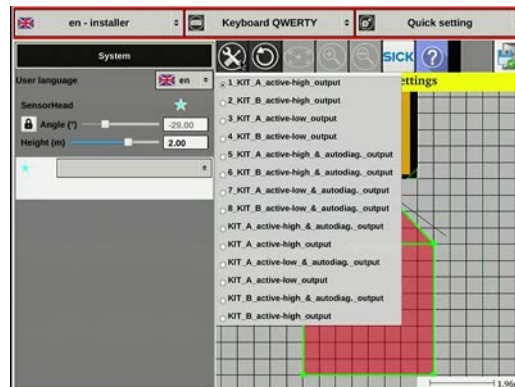 en - installer
Keyboard QWERTY
Quick setting
System
SICK
?
ettings
User language
en
SensorHead
Angle (°)
-29.00
Height (m)
2.00
1_KIT_A_active-high_output
2_KIT_B_active-high_output
3_KIT_A_active-low_output
4_KIT_B_active-low_output
5_KIT_A_active-high_&_autodiag._output
6_KIT_B_active-high_&_autodiag._output
7_KIT_A_active-low_&_autodiag._output
8_KIT_B_active-low_&_autodiag._output
KIT_A_active-high_&_autodiag._output
KIT_A_active-high_output
KIT_A_active-low_&_autodiag._output
KIT_A_active-low_output
KIT_B_active-high_&_autodiag._output
KIT_B_active-high_output